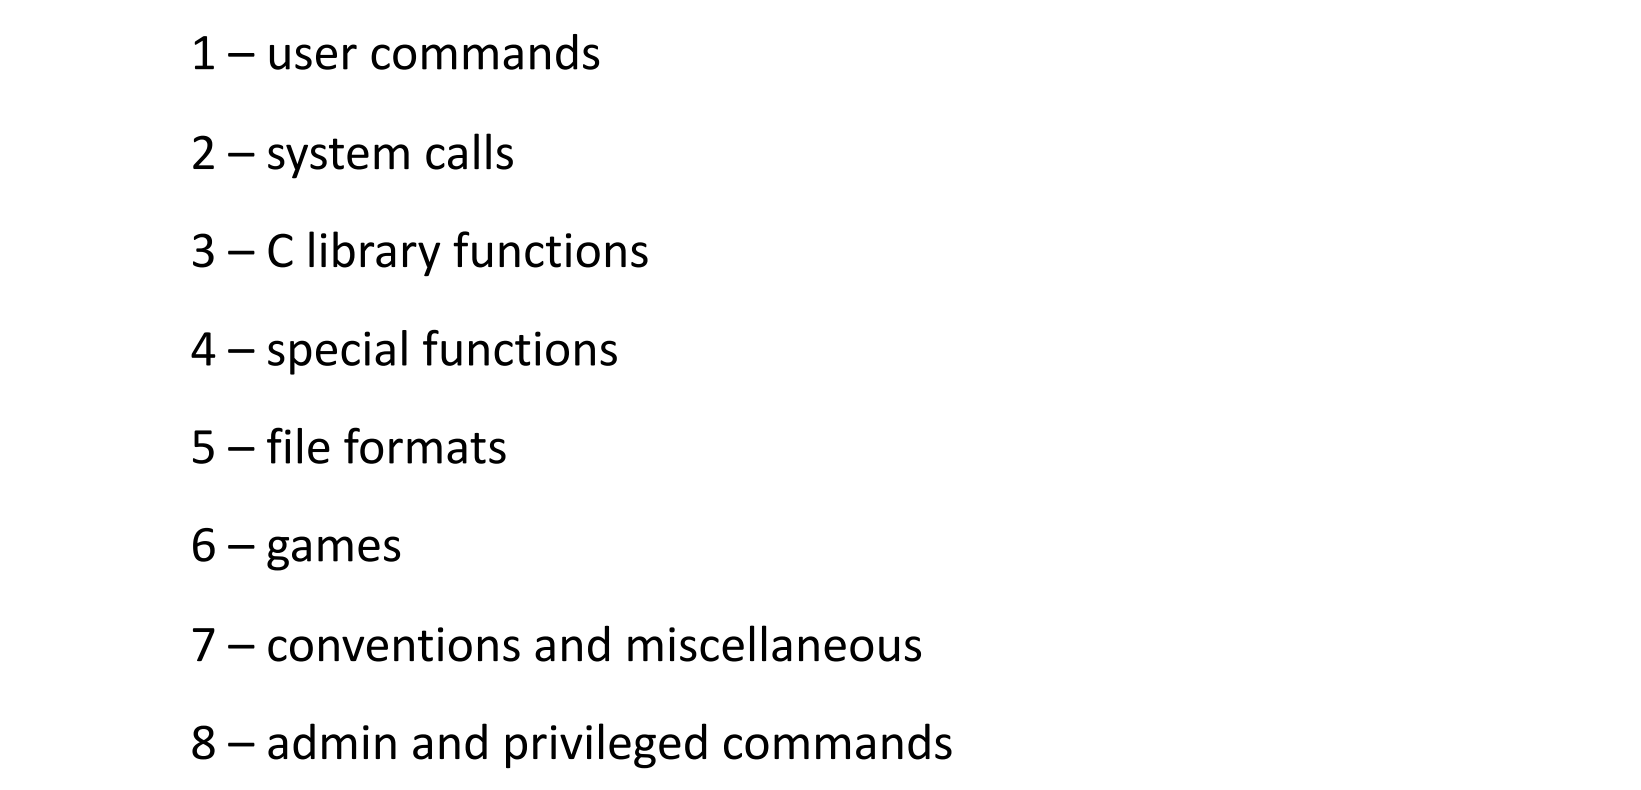 1 – user commands
2 – system calls
3 – C library functions
4 – special functions
5 – file formats
6 – games
7 – conventions and miscellaneous
8 – admin and privileged commands